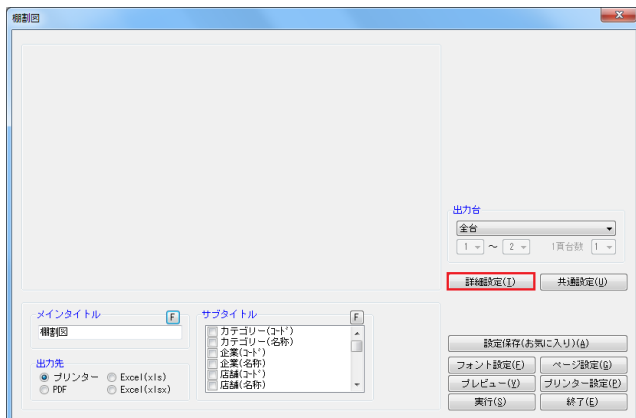 棚割図
出力台
全台
1 ～ 2 1頁台数 1
詳細設定(T) 共通設定(U)
メインタイトル F
棚割図
サブタイトル F
カテゴリー(コード)
カテゴリー(名称)
企業(コード)
企業(名称)
店舗(コード)
店舗(名称)
出力先
プリンター Excel(xls)
PDF Excel(xlsx)
設定保存(お気に入り)(A)
フォント設定(F) ページ設定(G)
プレビュー(V) プリンター設定(P)
実行(S) 終了(E)